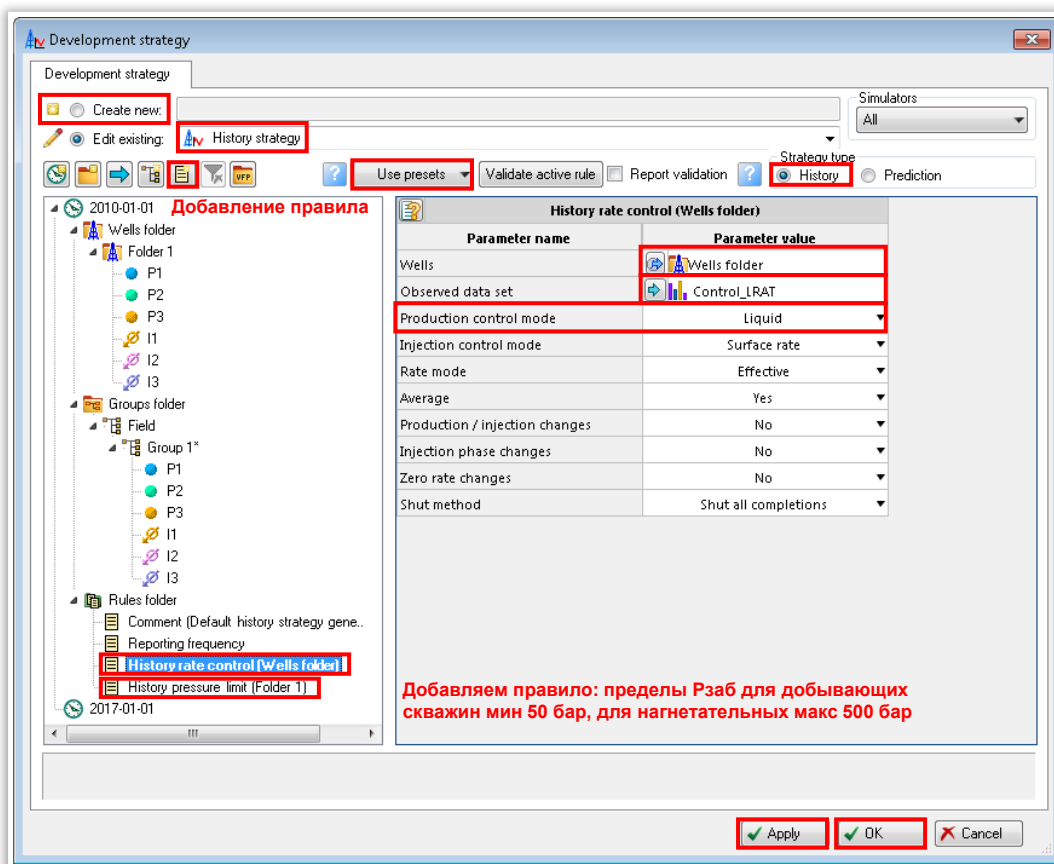 Development strategy
Development strategy
Create new:
Simulators
All
Edit existing:
History strategy
VFP
?
Use presets
Validate active rule
Report validation
?
Strategy type
History
Prediction
2010-01-01
Добавление правила
Wells folder
Folder 1
P1
P2
P3
I1
I2
I3
Groups folder
Field
Group 1*
P1
P2
P3
I1
I2
I3
Rules folder
Comment (Default history strategy gene..
Reporting frequency
History rate control (Wells folder)
History pressure limit (Folder 1)
2017-01-01
History rate control (Wells folder)
Parameter name Parameter value
Wells Wells folder
Observed data set Control_LRAT
Production control mode Liquid
Injection control mode Surface rate
Rate mode Effective
Average Yes
Production / injection changes No
Injection phase changes No
Zero rate changes No
Shut method Shut all completions
Добавляем правило: пределы Рзаб для добывающих
скважин мин 50 бар, для нагнетательных макс 500 бар
Apply
OK
Cancel